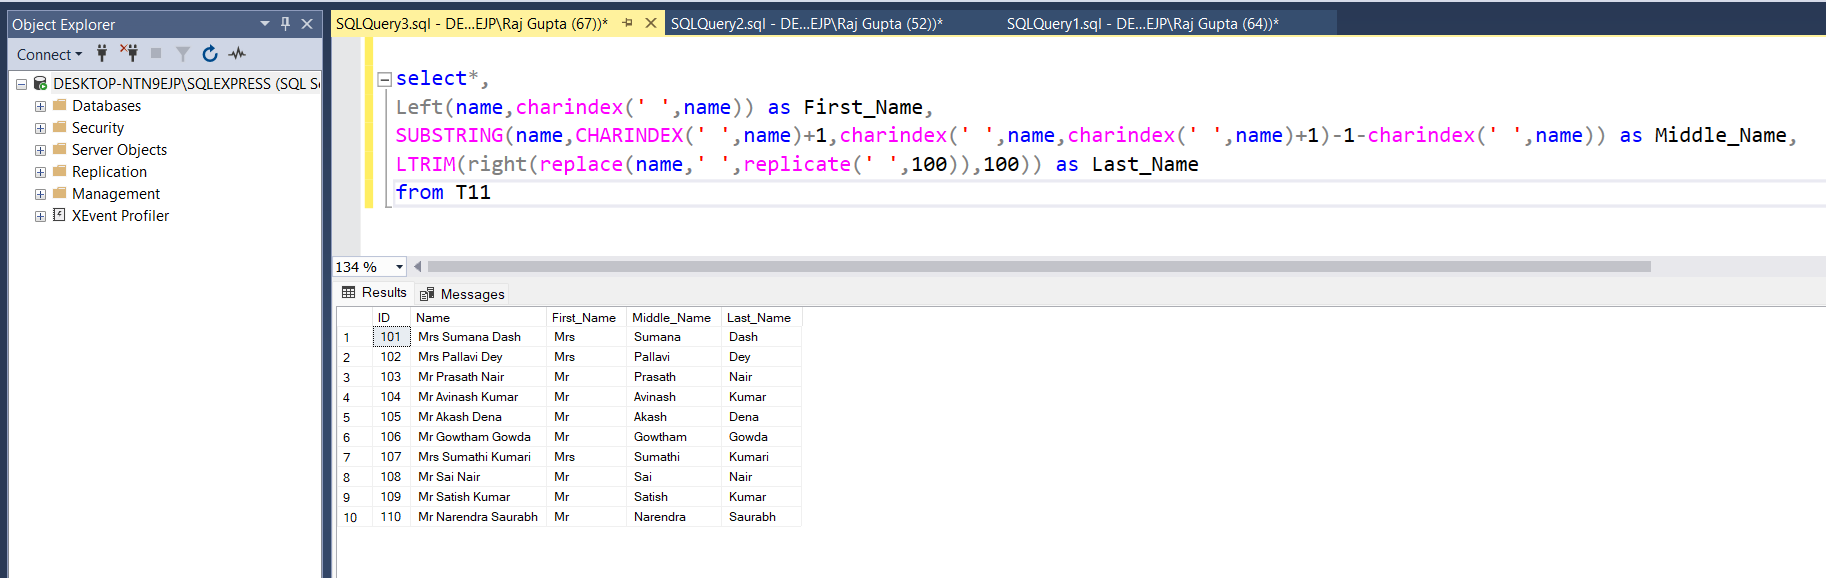 Object Explorer
Connect
DESKTOP-NTN9EJP\SQLEXPRESS (SQL S
Databases
Security
Server Objects
Replication
Management
XEvent Profiler
SQLQuery3.sql - DE...EJP\Raj Gupta (67))* SQLQuery2.sql - DE...EJP\Raj Gupta (52))* SQLQuery1.sql - DE...EJP\Raj Gupta (64))*
select*,
Left(name,charindex(' ',name)) as First_Name,
SUBSTRING(name,CHARINDEX(' ',name)+1,charindex(' ',name,charindex(' ',name)+1)-1-charindex(' ',name)) as Middle_Name,
LTRIM(right(replace(name,' ',replicate(' ',100)),100)) as Last_Name
from T11
134 %
Results Messages
ID Name First_Name Middle_Name Last_Name
1 101 Mrs Sumana Dash Mrs Sumana Dash
2 102 Mrs Pallavi Dey Mrs Pallavi Dey
3 103 Mr Prasath Nair Mr Prasath Nair
4 104 Mr Avinash Kumar Mr Avinash Kumar
5 105 Mr Akash Dena Mr Akash Dena
6 106 Mr Gowtham Gowda Mr Gowtham Gowda
7 107 Mrs Sumathi Kumari Mrs Sumathi Kumari
8 108 Mr Sai Nair Mr Sai Nair
9 109 Mr Satish Kumar Mr Satish Kumar
10 110 Mr Narendra Saurabh Mr Narendra Saurabh